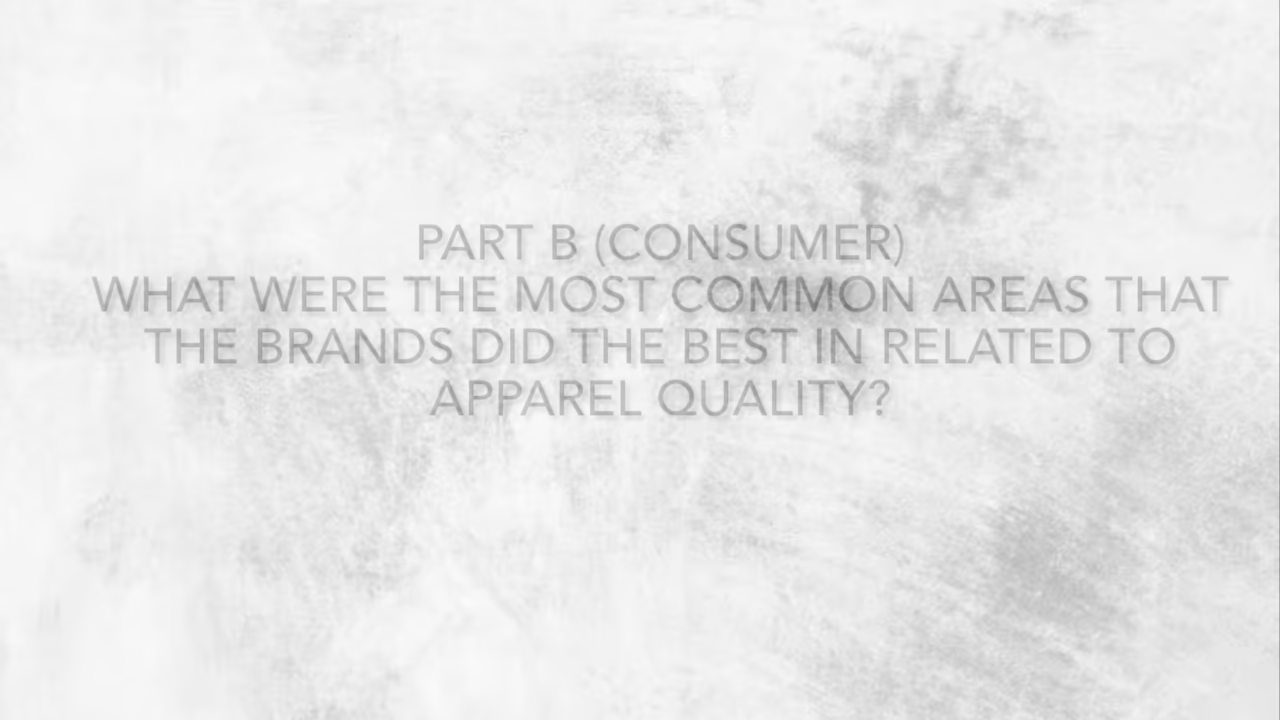 PART B (CONSUMER)
WHAT WERE THE MOST COMMON AREAS THAT
THE BRANDS DID THE BEST IN RELATED TO
APPAREL QUALITY?